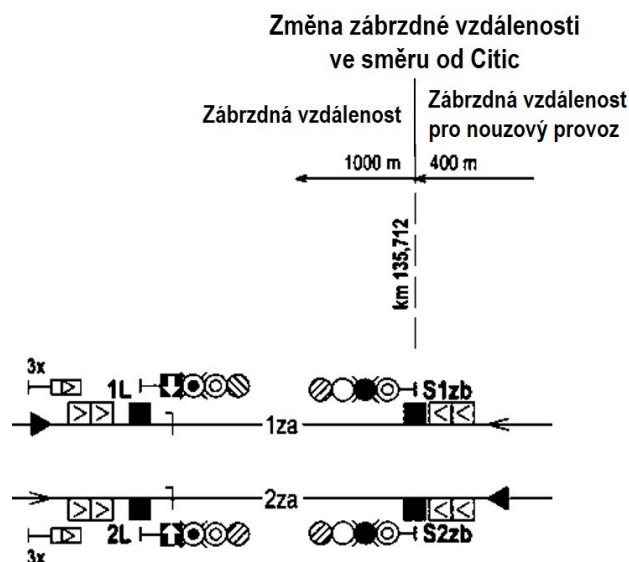 Změna zábrzdné vzdálenosti
ve směru od Citic
Zábrzdná vzdálenost
Zábrzdná vzdálenost
pro nouzový provoz
1000 m
400 m
km 135,712
3x
1L
S1zb
1za
2za
2L
S2zb
3x